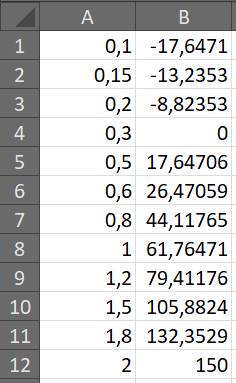 A B
1 0,1 -17,6471
2 0,15 -13,2353
3 0,2 -8,82353
4 0,3 0
5 0,5 17,64706
6 0,6 26,47059
7 0,8 44,11765
8 1 61,76471
9 1,2 79,41176
10 1,5 105,8824
11 1,8 132,3529
12 2 150